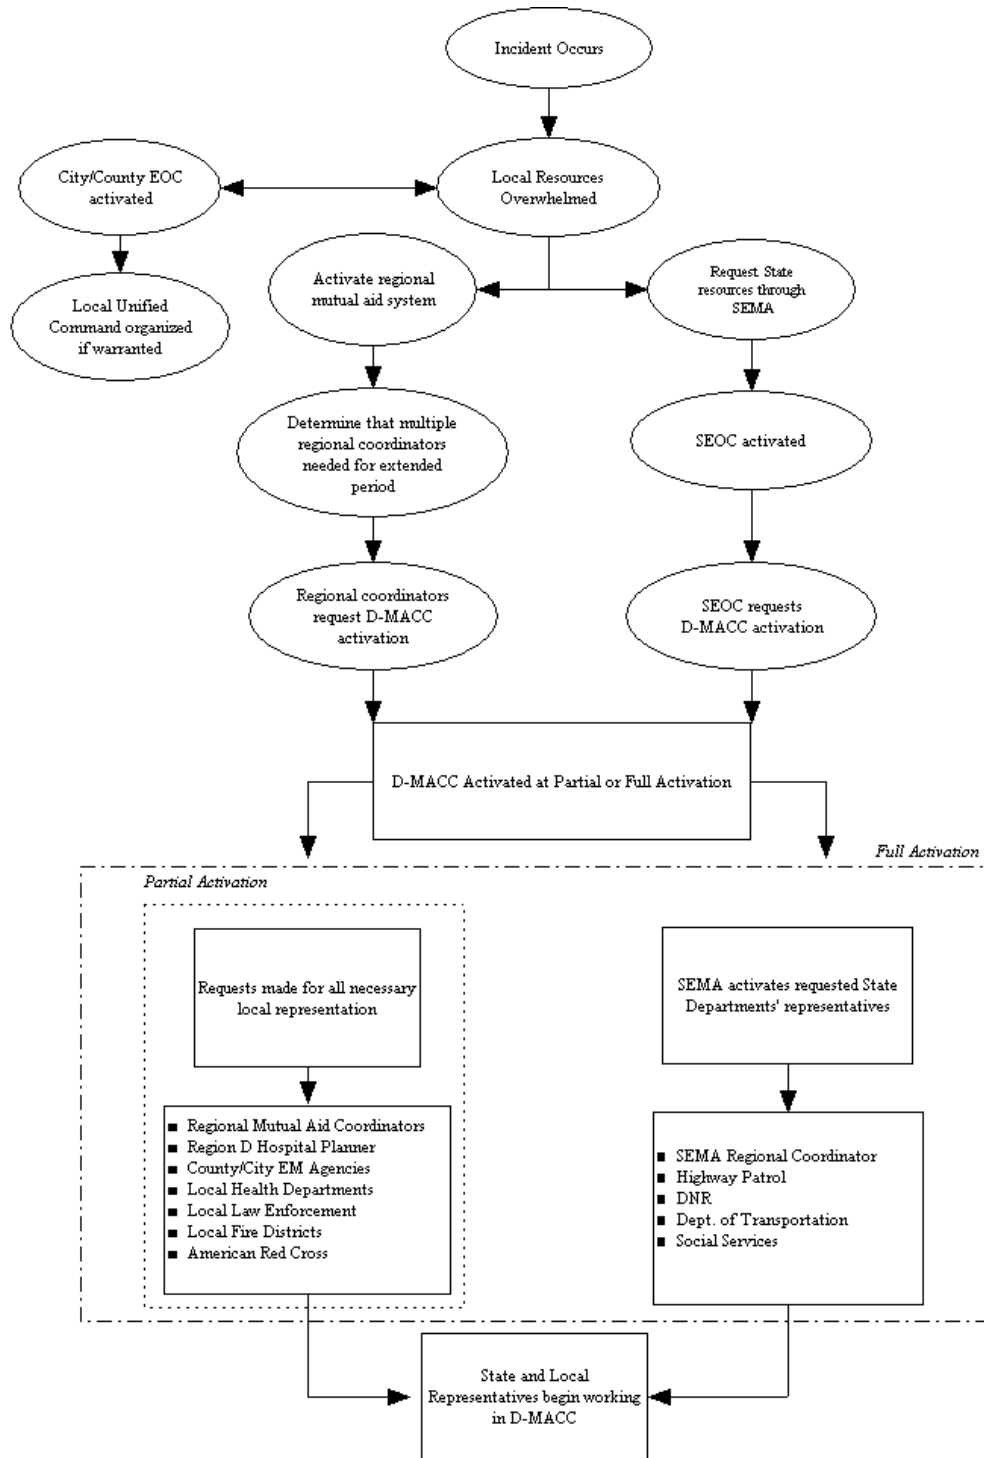 Incident Occurs
City/County EOC
activated
Local Resources
Overwhelmed
Local Unified
Command organized
if warranted
Activate regional
mutual aid system
Request State
resources through
SEMA
Determine that multiple
regional coordinators
needed for extended
period
SEOC activated
Regional coordinators
request D-MACC
activation
SEOC requests
D-MACC activation
D-MACC Activated at Partial or Full Activation
Full Activation
Partial Activation
Requests made for all necessary
local representation
SEMA activates requested State
Departments' representatives
■ Regional Mutual Aid Coordinators
■ Region D Hospital Planner
■ County/City EM Agencies
■ Local Health Departments
■ Local Law Enforcement
■ Local Fire Districts
■ American Red Cross
■ SEMA Regional Coordinator
■ Highway Patrol
■ DNR
■ Dept. of Transportation
■ Social Services
State and Local
Representatives begin working
in D-MACC